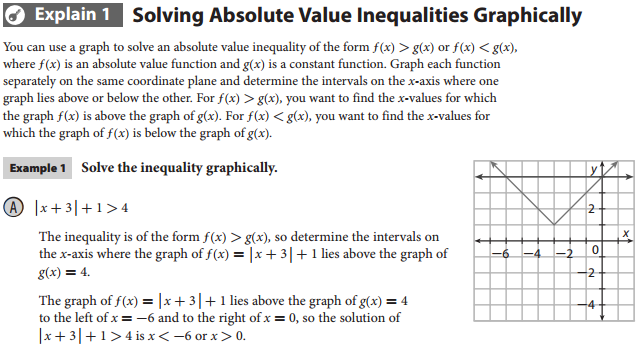 Explain 1 Solving Absolute Value Inequalities Graphically
You can use a graph to solve an absolute value inequality of the form f(x) > g(x) or f(x) < g(x),
where f(x) is an absolute value function and g(x) is a constant function. Graph each function
separately on the same coordinate plane and determine the intervals on the x-axis where one
graph lies above or below the other. For f(x) > g(x), you want to find the x-values for which
the graph f(x) is above the graph of g(x). For f(x) < g(x), you want to find the x-values for
which the graph of f(x) is below the graph of g(x).
Example 1 Solve the inequality graphically.
A |x + 3| + 1 > 4
The inequality is of the form f(x) > g(x), so determine the intervals on
the x-axis where the graph of f(x) = |x + 3| + 1 lies above the graph of
g(x) = 4.
The graph of f(x) = |x + 3| + 1 lies above the graph of g(x) = 4
to the left of x = −6 and to the right of x = 0, so the solution of
|x + 3| + 1 > 4 is x < −6 or x > 0.
y
2
x
−6 −4 −2 0
−2
−4